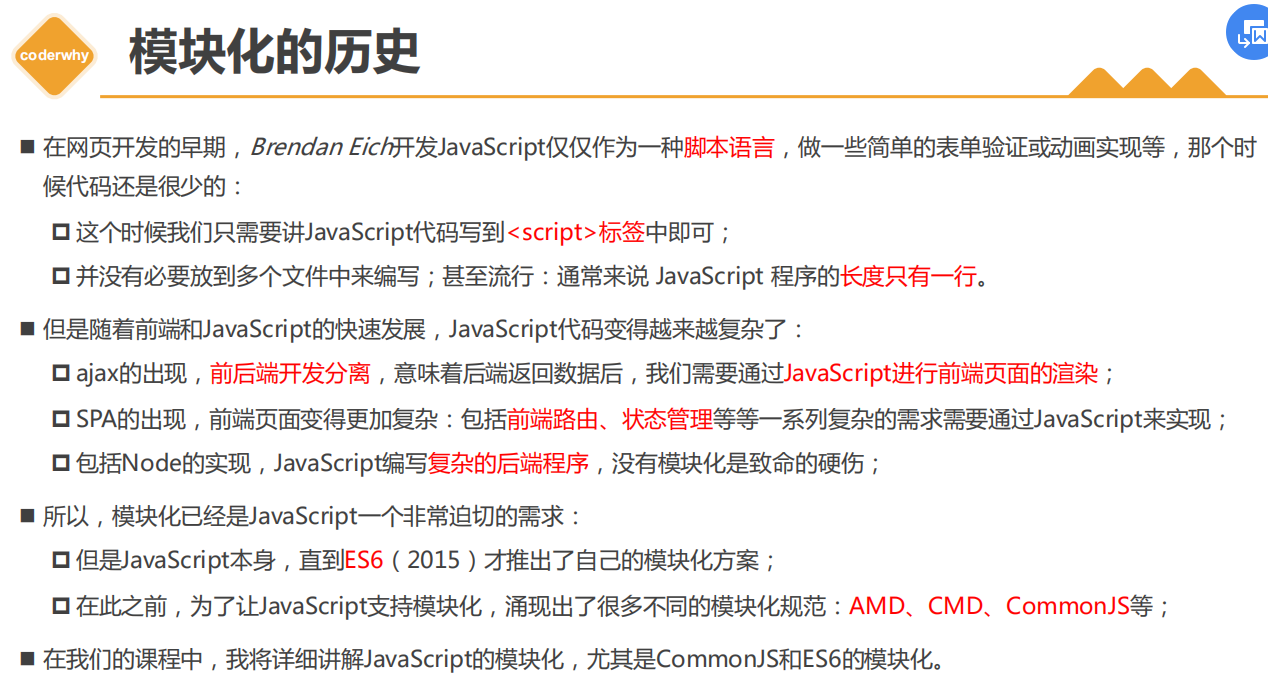 coderwhy
模块化的历史
在网页开发的早期，Brendan Eich开发JavaScript仅仅作为一种脚本语言，做一些简单的表单验证或动画实现等，那个时
候代码还是很少的：
这个时候我们只需要讲JavaScript代码写到<script>标签中即可；
并没有必要放到多个文件中来编写；甚至流行：通常来说 JavaScript 程序的长度只有一行。
但是随着前端和JavaScript的快速发展，JavaScript代码变得越来越复杂了：
ajax的出现，前后端开发分离，意味着后端返回数据后，我们需要通过JavaScript进行前端页面的渲染；
SPA的出现，前端页面变得更加复杂：包括前端路由、状态管理等等一系列复杂的需求需要通过JavaScript来实现；
包括Node的实现，JavaScript编写复杂的后端程序，没有模块化是致命的硬伤；
所以，模块化已经是JavaScript一个非常迫切的需求：
但是JavaScript本身，直到ES6（2015）才推出了自己的模块化方案；
在此之前，为了让JavaScript支持模块化，涌现出了很多不同的模块化规范：AMD、CMD、CommonJS等；
在我们的课程中，我将详细讲解JavaScript的模块化，尤其是CommonJS和ES6的模块化。